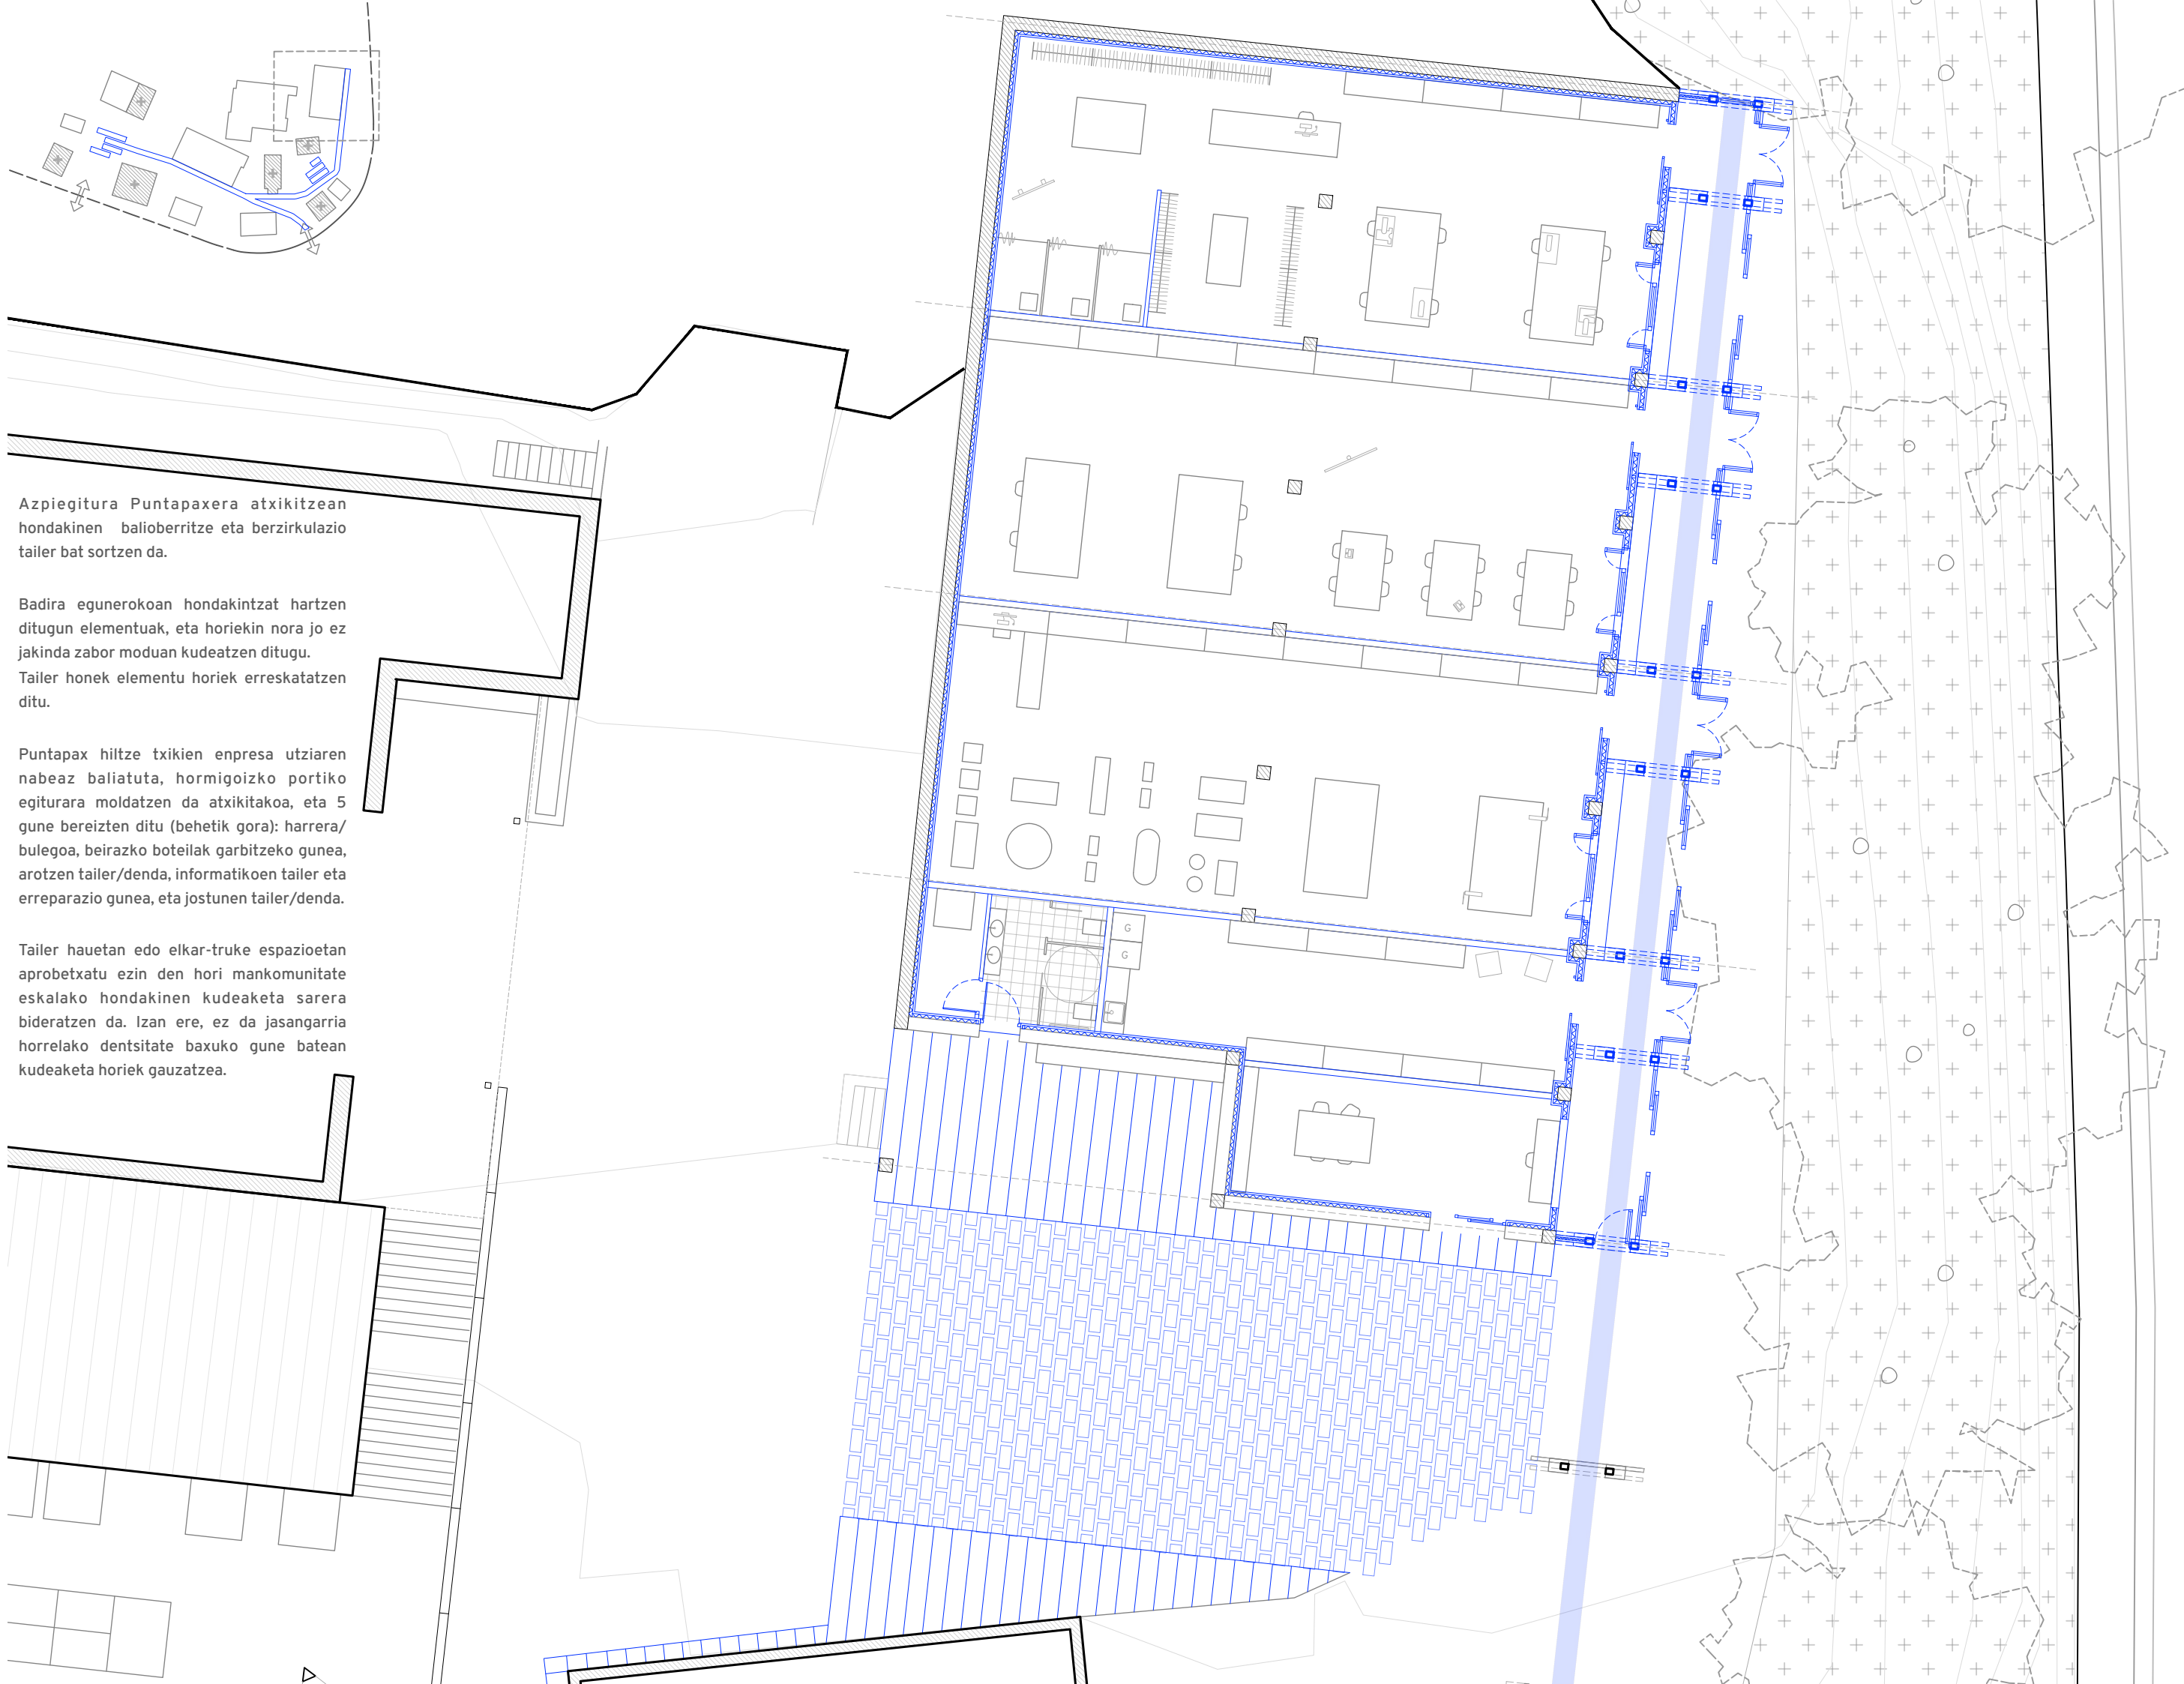 Azpiegitura Puntapaxera atxikitzean
hondakinen balioberritze eta berzirkulazio
tailer bat sortzen da.
Badira egunerokoan hondakintzat hartzen
ditugun elementuak, eta horiekin nora jo ez
jakinda zabor moduan kudeatzen ditugu.
Tailer honek elementu horiek erreskatatzen
ditu.
Puntapax hiltze txikien enpresa utziaren
nabeaz baliatuta, hormigoizko portiko
egiturara moldatzen da atxikitakoa, eta 5
gune bereizten ditu (behetik gora): harrera/
bulegoa, beirazko boteilak garbitzeko gunea,
arotzen tailer/denda, informatikoen tailer eta
erreparazio gunea, eta jostunen tailer/denda.
Tailer hauetan edo elkar-truke espazioetan
aprobetxatu ezin den hori mankomunitate
eskalako hondakinen kudeaketa sarera
bideratzen da. Izan ere, ez da jasangarria
horrelako dentsitate baxuko gune batean
kudeaketa horiek gauzatzea.
G
G